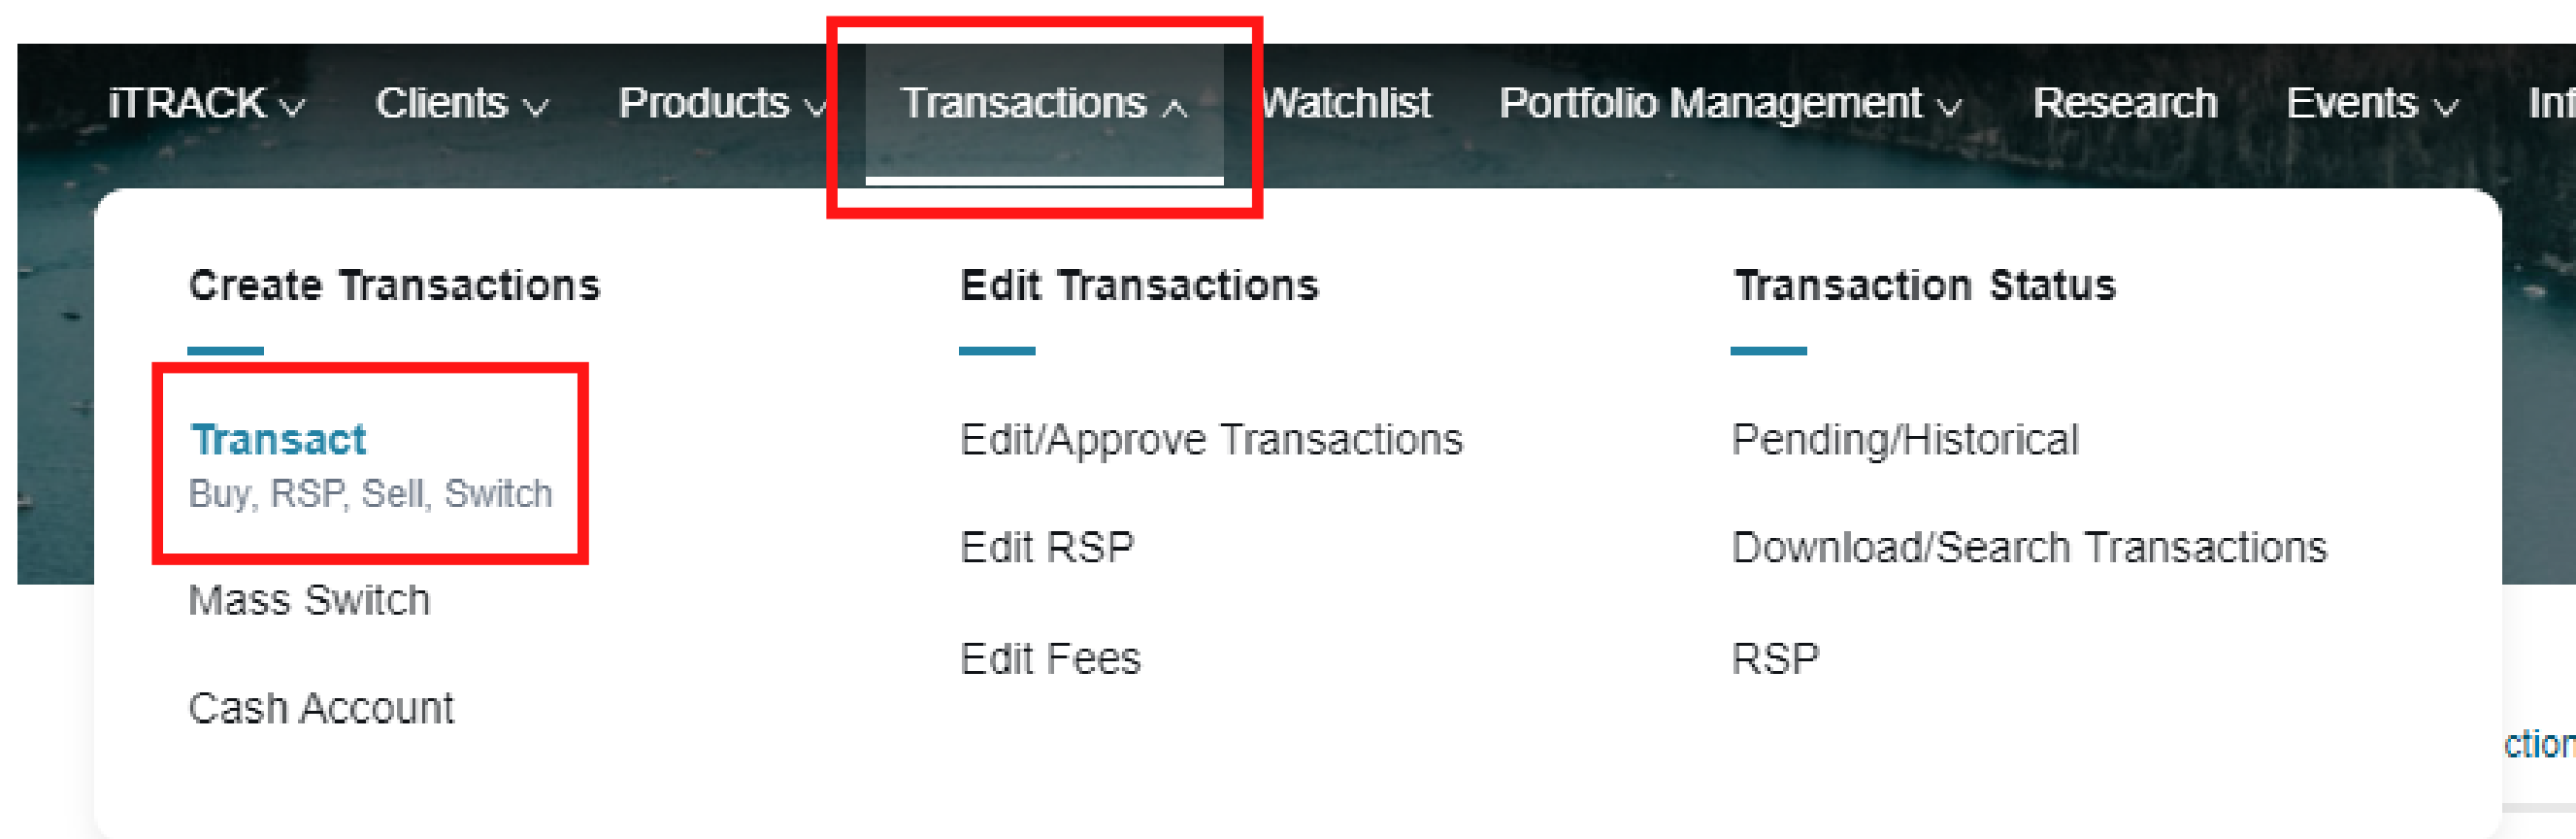 iTRACK Clients Products Transactions Watchlist Portfolio Management Research Events
Create Transactions
Transact
Buy, RSP, Sell, Switch
Mass Switch
Cash Account
Edit Transactions
Edit/Approve Transactions
Edit RSP
Edit Fees
Transaction Status
Pending/Historical
Download/Search Transactions
RSP